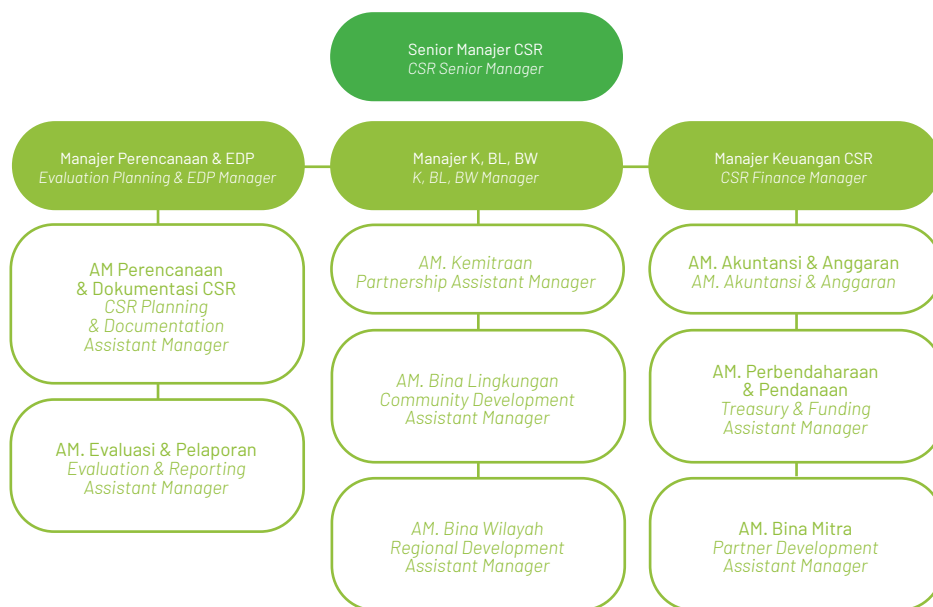 Senior Manajer CSR
CSR Senior Manager
Manajer Perencanaan & EDP
Evaluation Planning & EDP Manager
Manajer K, BL, BW
K, BL, BW Manager
Manajer Keuangan CSR
CSR Finance Manager
AM Perencanaan
& Dokumentasi CSR
CSR Planning
& Documentation
Assistant Manager
AM. Evaluasi & Pelaporan
Evaluation & Reporting
Assistant Manager
AM. Kemitraan
Partnership Assistant Manager
AM. Bina Lingkungan
Community Development
Assistant Manager
AM. Bina Wilayah
Regional Development
Assistant Manager
AM. Akuntansi & Anggaran
AM. Akuntansi & Anggaran
AM. Perbendaharaan
& Pendanaan
Treasury & Funding
Assistant Manager
AM. Bina Mitra
Partner Development
Assistant Manager